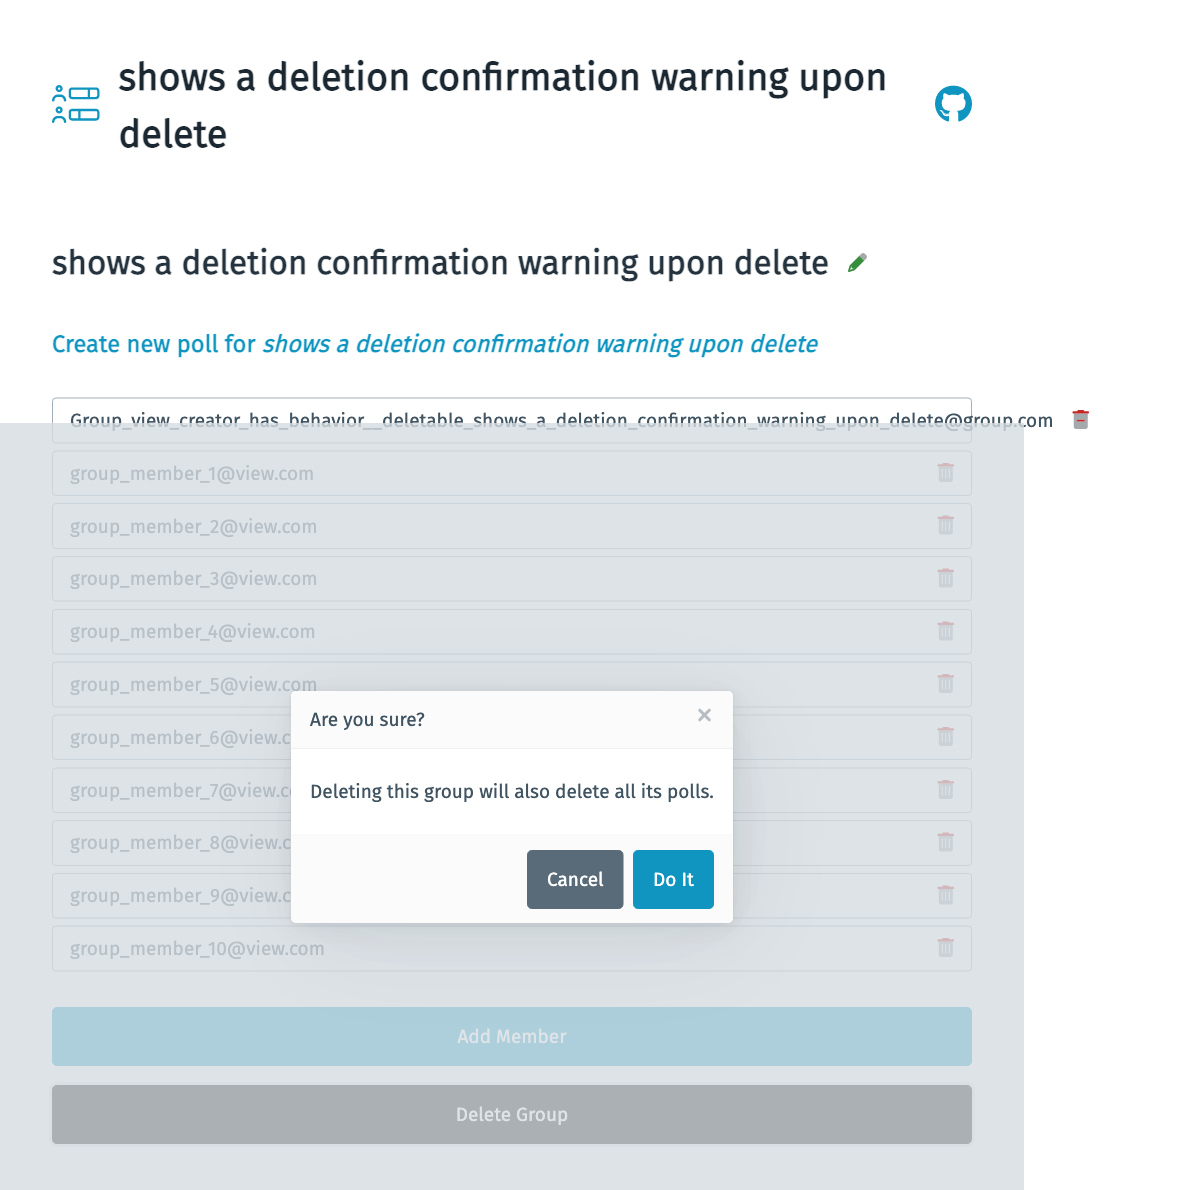 shows a deletion confirmation warning upon
delete
shows a deletion confirmation warning upon delete
Create new poll for shows a deletion confirmation warning upon delete
Group_view_creator_has_behavior__deletable_shows_a_deletion_confirmation_warning_upon_delete@group.com
group_member_1@view.com
group_member_2@view.com
group_member_3@view.com
group_member_4@view.com
group_member_5@view.com
group_member_6@view.c
Are you sure?
×
group_member_7@view.c
Deleting this group will also delete all its polls.
group_member_8@view.c
group_member_9@view.c
Cancel
Do It
group_member_10@view.com
Add Member
Delete Group